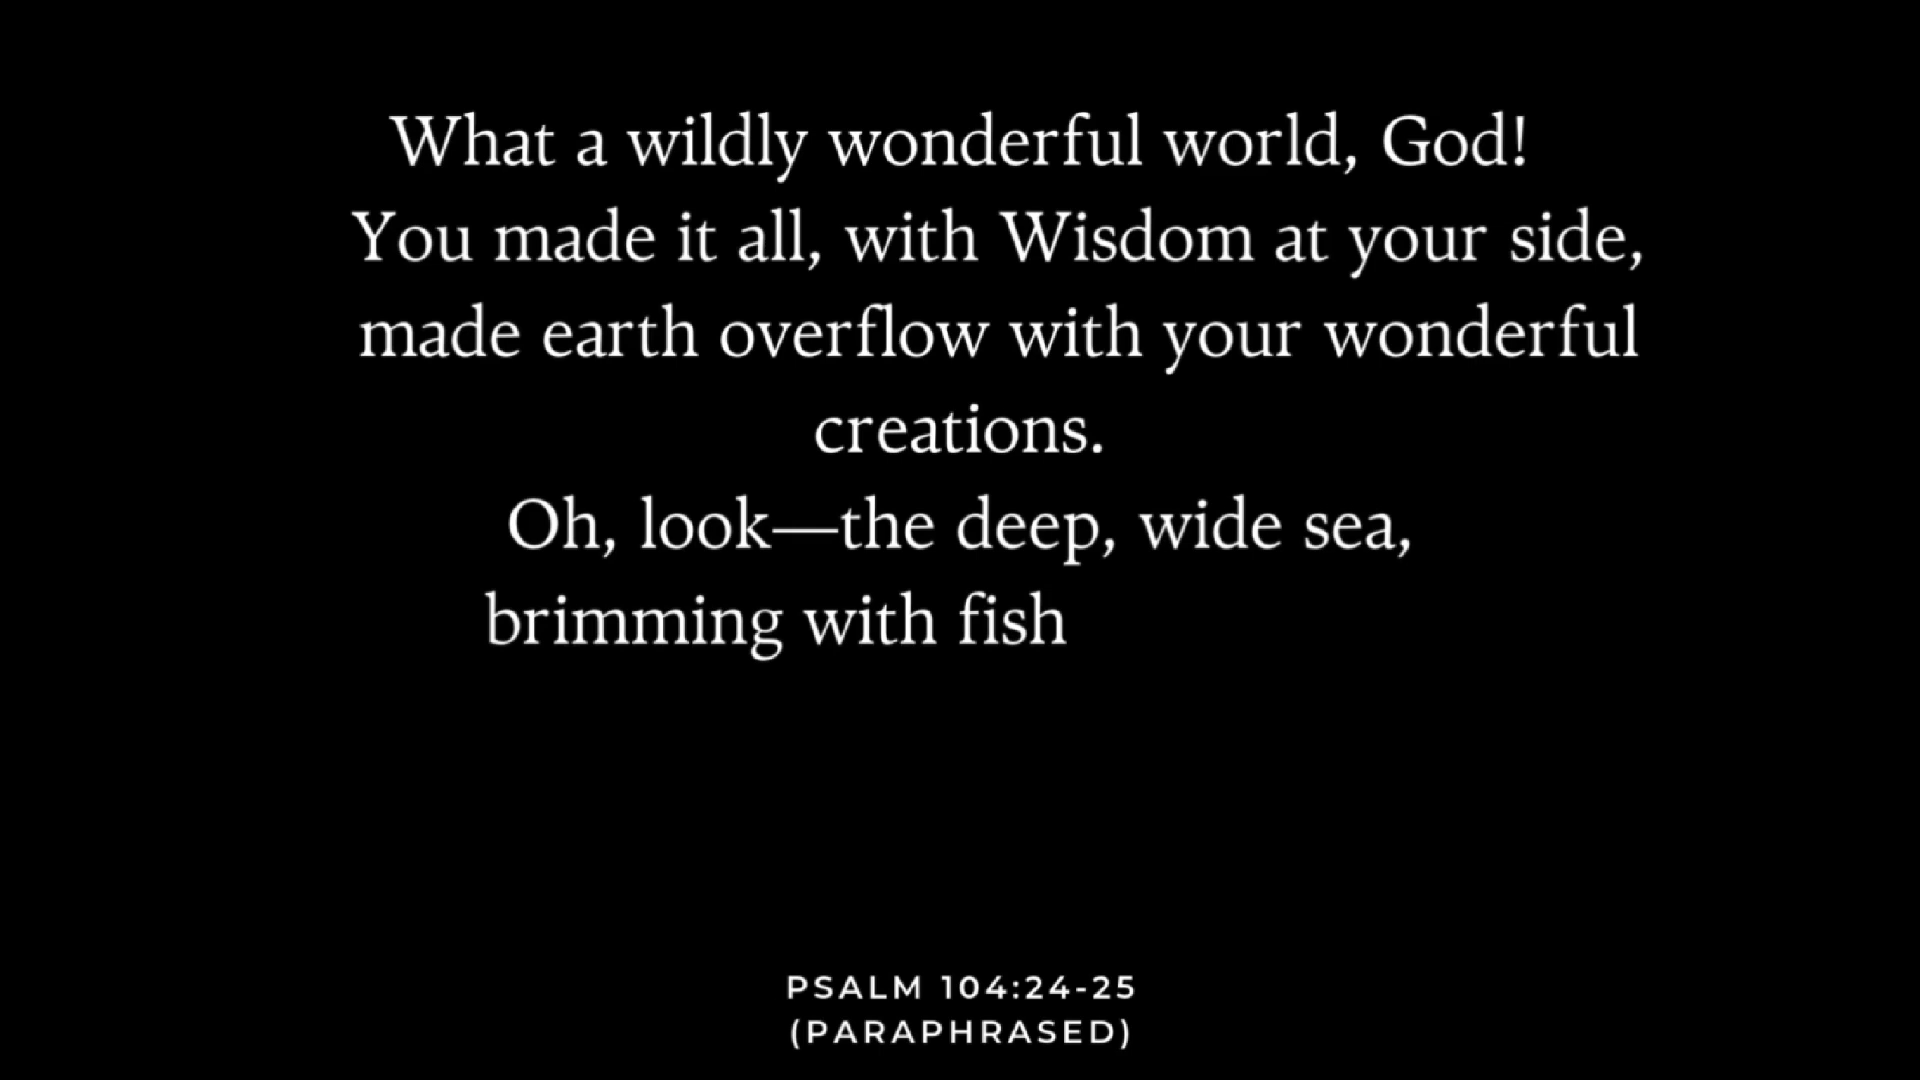 What a wildly wonderful world, God!
You made it all, with Wisdom at your side,
made earth overflow with your wonderful
creations.
Oh, look—the deep, wide sea,
brimming with fish
PSALM 104:24-25
(PARAPHRASED)